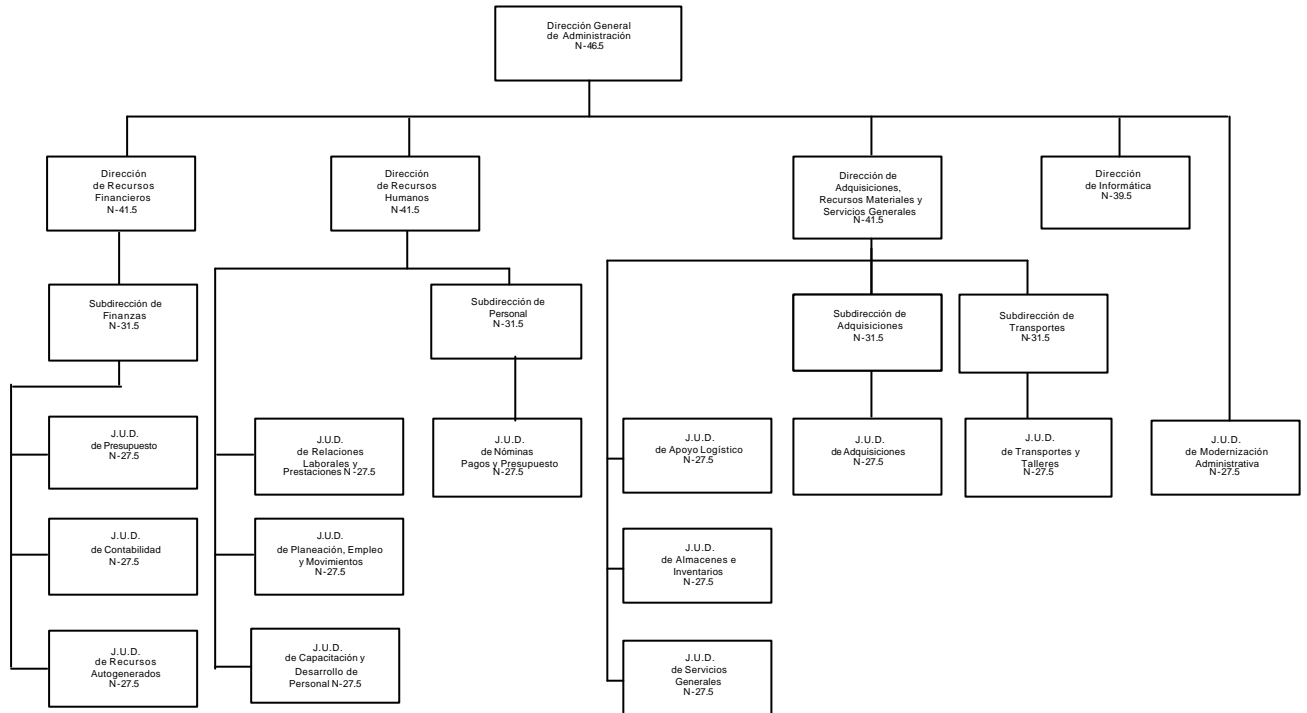 Dirección General
de Administración
N-46.5
Dirección
de Recursos
Financieros
N-41.5
Dirección
de Recursos
Humanos
N-41.5
Dirección de
Adquisiciones,
Recursos Materiales y
Servicios Generales
N-41.5
Dirección
de Informática
N-39.5
Subdirección de
Finanzas
N-31.5
Subdirección de
Personal
N-31.5
Subdirección de
Adquisiciones
N-31.5
Subdirección de
Transportes
N-31.5
J.U.D.
de Presupuesto
N-27.5
J.U.D.
de Relaciones
Laborales y
Prestaciones N-27.5
J.U.D.
de Nóminas
Pagos y Presupuesto
N-27.5
J.U.D.
de Apoyo Logístico
N-27.5
J.U.D.
de Adquisiciones
N-27.5
J.U.D.
de Transportes y
Talleres
N-27.5
J.U.D.
de Modernización
Administrativa
N-27.5
J.U.D.
de Contabilidad
N-27.5
J.U.D.
de Planeación, Empleo
y Movimientos
N-27.5
J.U.D.
de Almacenes e
Inventarios
N-27.5
J.U.D.
de Recursos
Autogenerados
N-27.5
J.U.D.
de Capacitación y
Desarrollo de
Personal N-27.5
J.U.D.
de Servicios
Generales
N-27.5